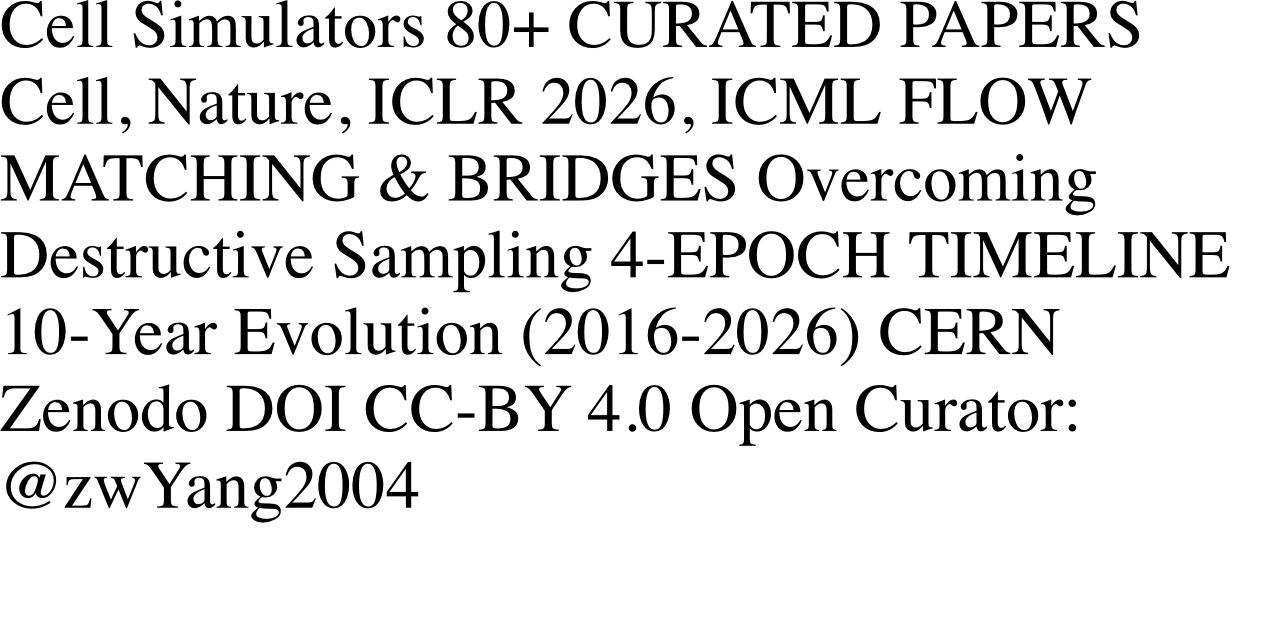 Cell Simulators 80+ CURATED PAPERS
Cell, Nature, ICLR 2026, ICML FLOW
MATCHING & BRIDGES Overcoming
Destructive Sampling 4-EPOCH TIMELINE
10-Year Evolution (2016-2026) CERN
Zenodo DOI CC-BY 4.0 Open Curator:
@zwYang2004